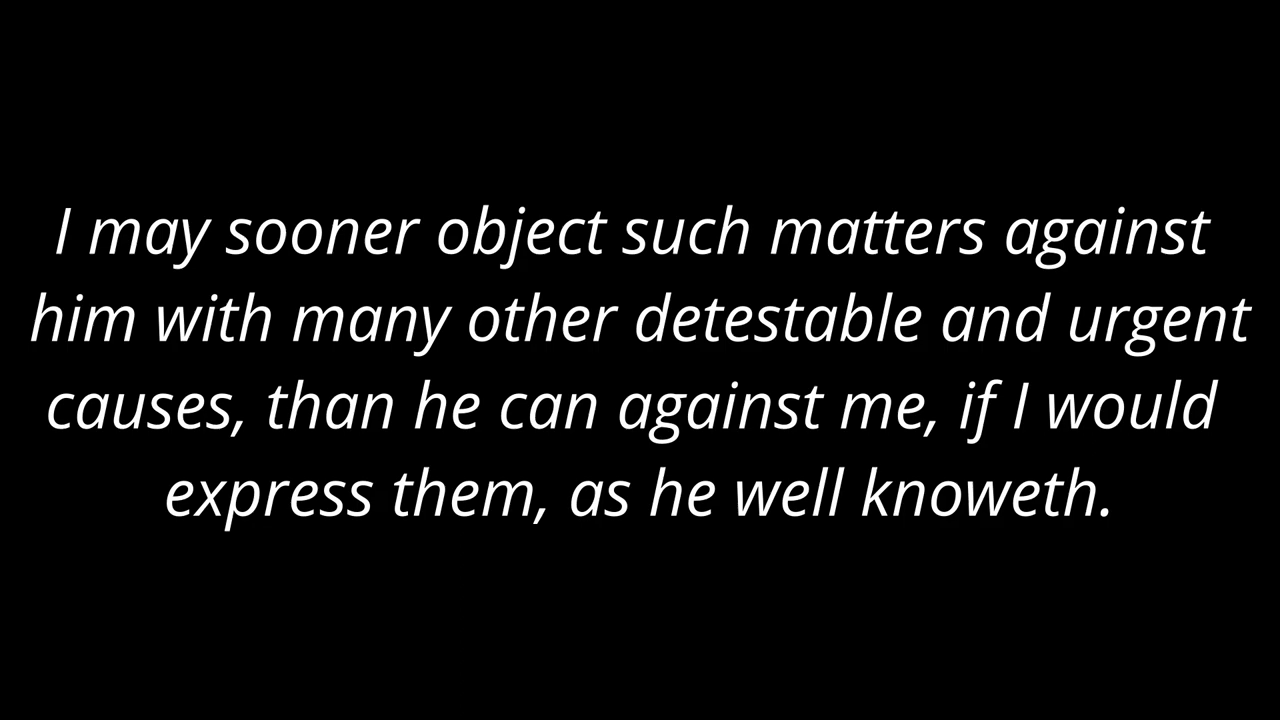 I may sooner object such matters against
him with many other detestable and urgent
causes, than he can against me, if I would
express them, as he well knoweth.